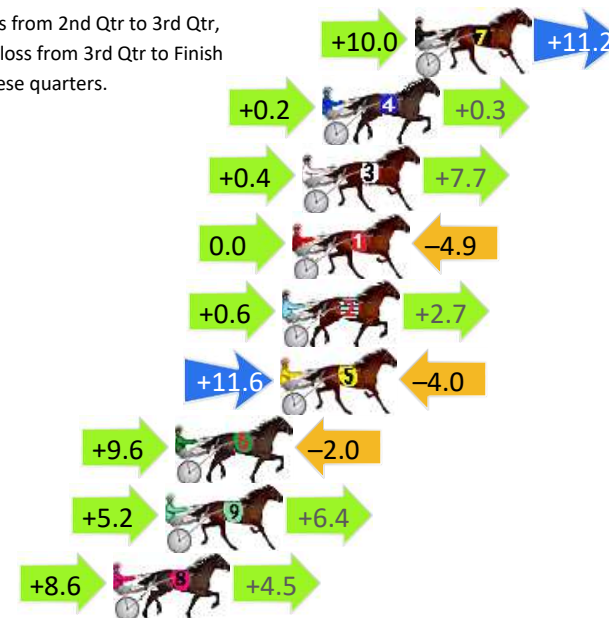 s from 2nd Qtr to 3rd Qtr,
loss from 3rd Qtr to Finish
ese quarters.
+10.0 7 +11.2
+0.2 4 +0.3
+0.4 3 +7.7
0.0 1 –4.9
+0.6 2 +2.7
+11.6 5 –4.0
+9.6 6 –2.0
+5.2 9 +6.4
+8.6 8 +4.5